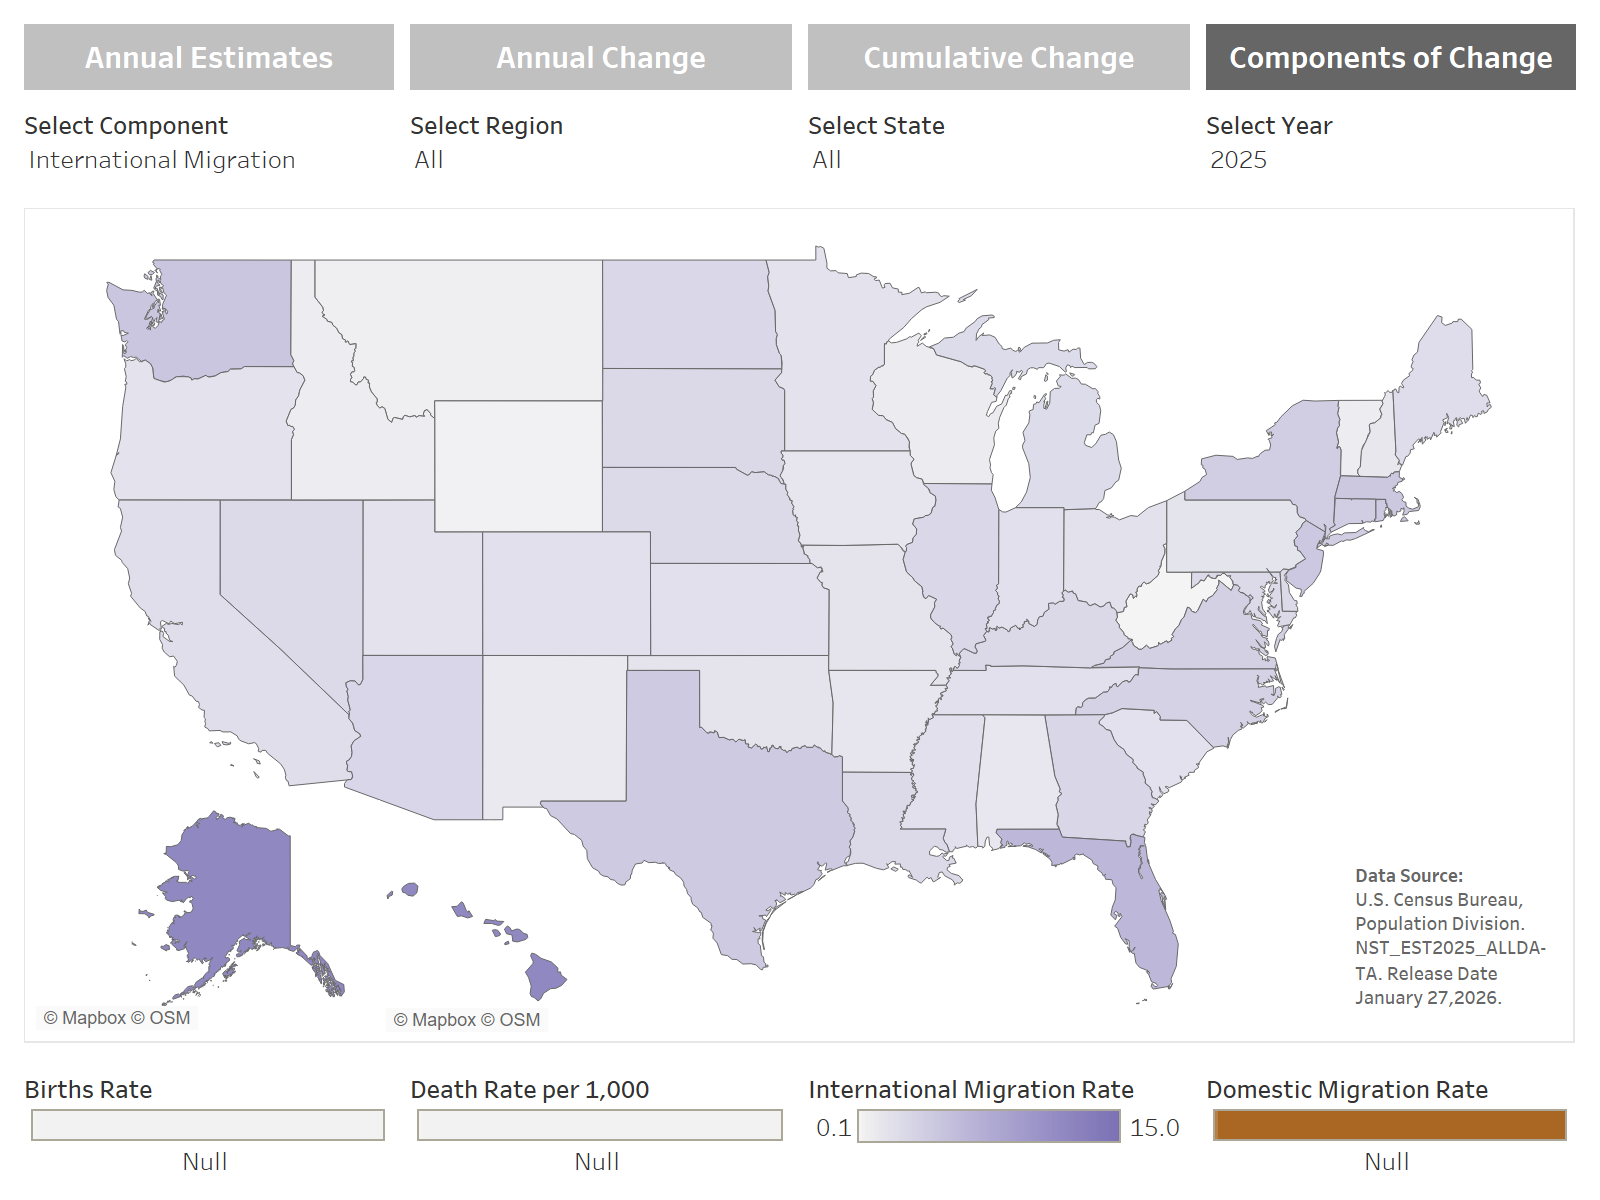 Annual Estimates
Annual Change
Cumulative Change
Components of Change
Select Component
Select Region
Select State
Select Year
International Migration
All
All
2025
Data Source:
U.S. Census Bureau,
Population Division.
NST_EST2025_ALLDA-
TA. Release Date
January 27,2026.
© Mapbox © OSM
© Mapbox © OSM
Births Rate
Death Rate per 1,000
International Migration Rate
Domestic Migration Rate
0.1
15.0
Null
Null
Null